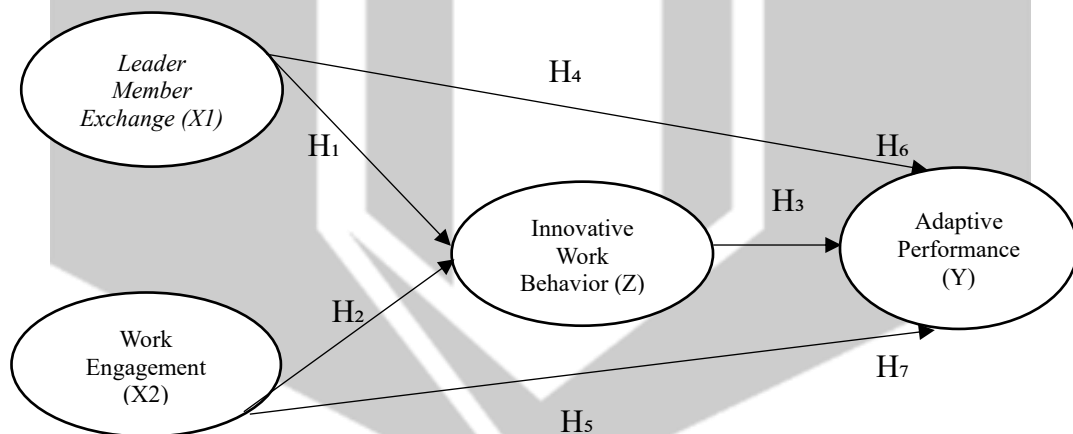 Leader
Member
Exchange (X1)
H₄
H₁
H₆
H₃
Innovative
Work
Behavior (Z)
Adaptive
Performance
(Y)
H₂
Work
Engagement
(X2)
H₇
H₅